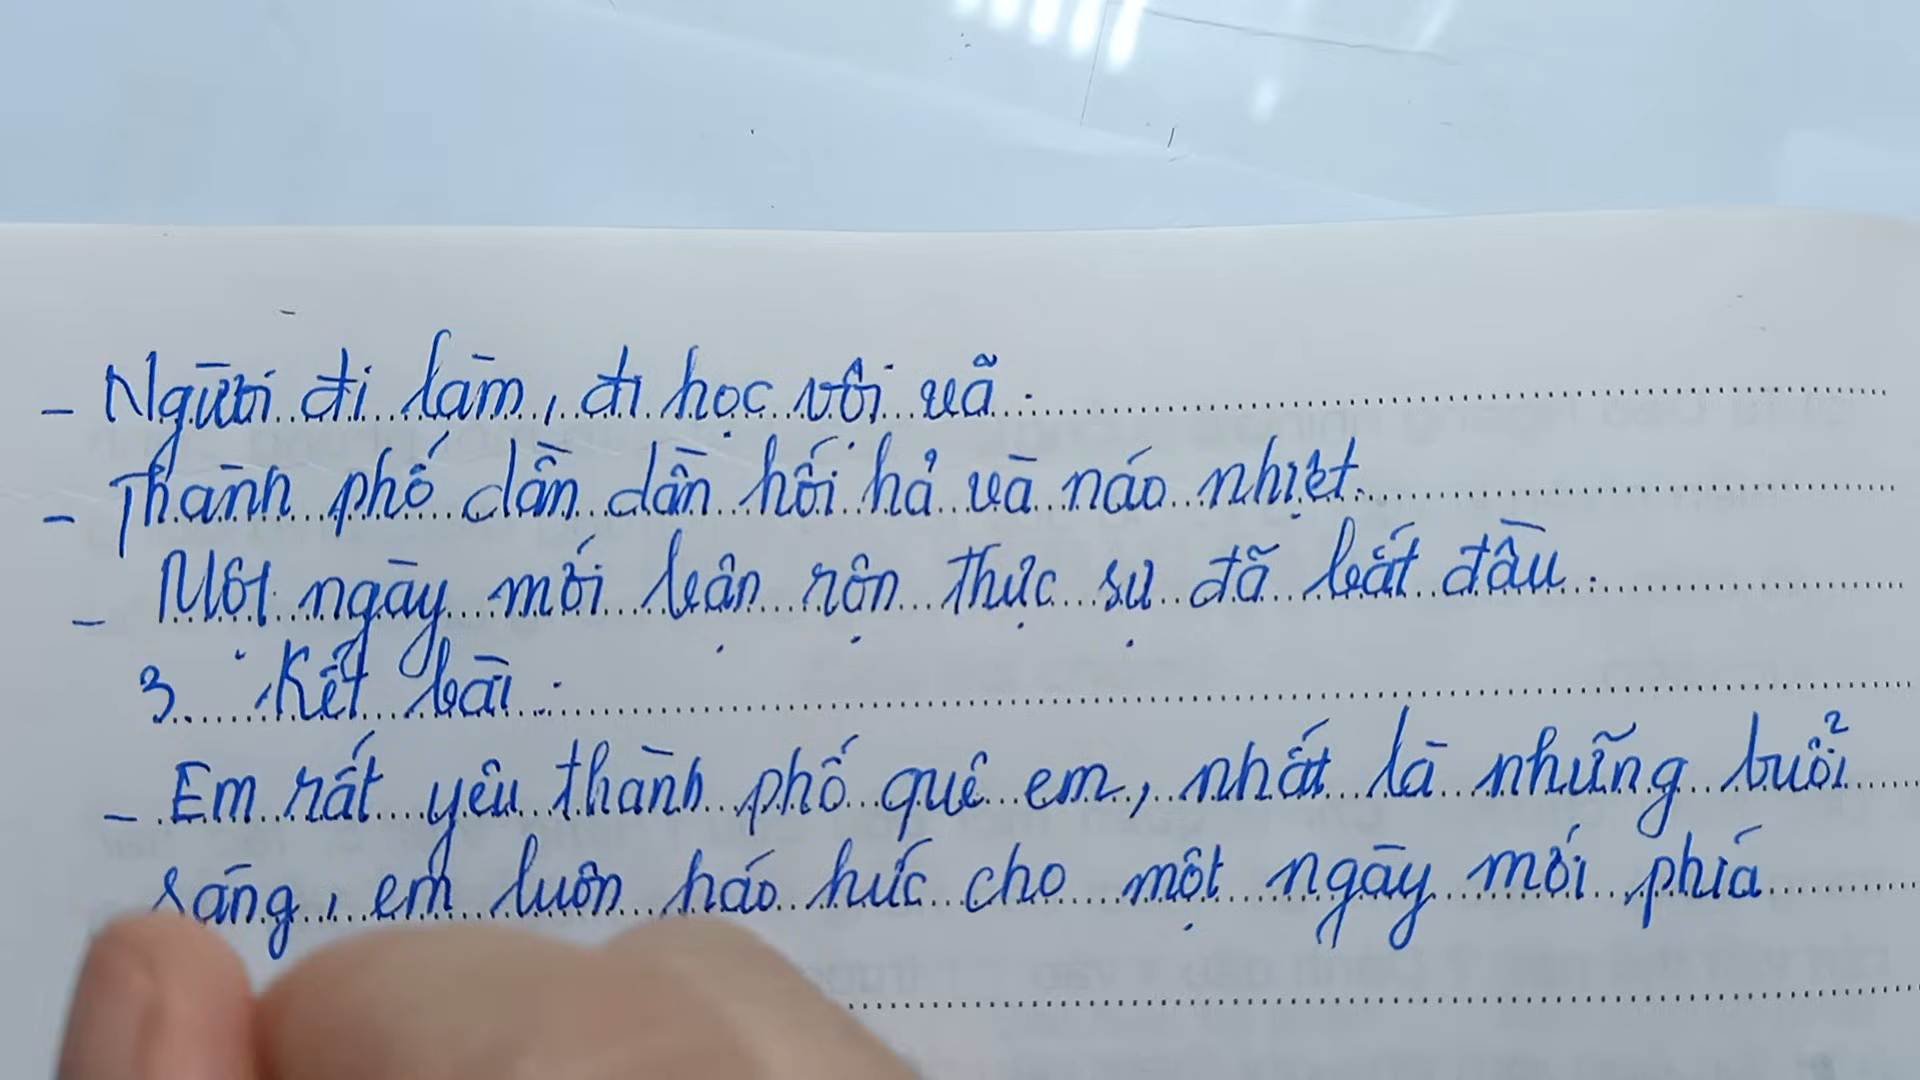 - Người đi làm, đi học vội vã.
- Thành phố dần dần hối hả và náo nhiệt.
- Một ngày mới bận rộn thực sự đã bắt đầu.
3. Kết bài:
- Em rất yêu thành phố quê em, nhất là những buổi
sáng, em luôn háo hức cho một ngày mới phía